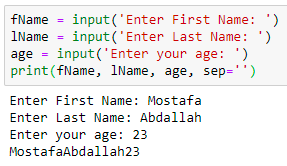 fName = input('Enter First Name: ')
lName = input('Enter Last Name: ')
age = input('Enter your age: ')
print(fName, lName, age, sep='')
Enter First Name: Mostafa
Enter Last Name: Abdallah
Enter your age: 23
MostafaAbdallah23